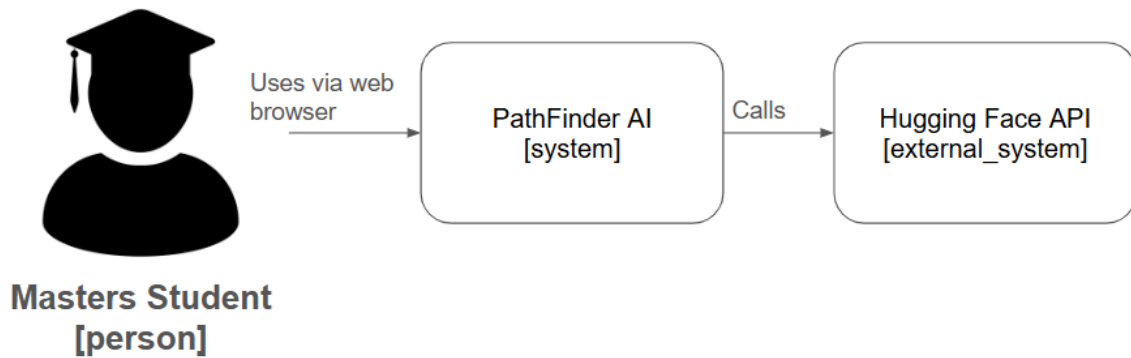 Uses via web
browser
PathFinder AI
[system]
Calls
Hugging Face API
[external_system]
Masters Student
[person]